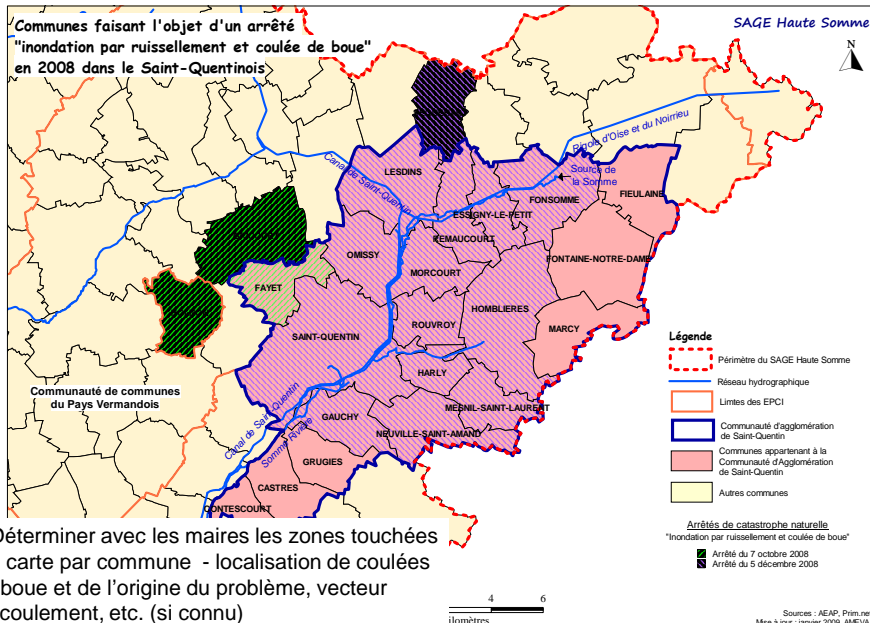 Communes faisant l'objet d'un arrêté
"inondation par ruissellement et coulée de boue"
en 2008 dans le Saint-Quentinois
SAGE Haute Somme
N
Rigole d'Oise et du Noirrieu
LESDINS
Canal de Saint-Quentin
Source de
la Somme
FONSOMME
FIEULAINE
ESSIGNY-LE-PETIT
REMAUCOURT
OMISSY
FONTAINE-NOTRE-DAME
MORCOURT
FAYET
HOMBLIERES
ROUVROY
MARCY
SAINT-QUENTIN
HARLY
Communauté de communes
du Pays Vermandois
MESNIL-SAINT-LAURENT
GAUCHY
NEUVILLE-SAINT-AMAND
Canal de Saint-Quentin
Somme Rivière
GRUGIES
CASTRES
CONTESCOURT
Légende
Périmètre du SAGE Haute Somme
Réseau hydrographique
Limtes des EPCI
Communauté d'agglomération
de Saint-Quentin
Communes appartenant à la
Communauté d'Agglomération
de Saint-Quentin
Autres communes
Arrêtés de catastrophe naturelle
"Inondation par ruissellement et coulée de boue"
Arrêté du 7 octobre 2008
Arrêté du 5 décembre 2008
Déterminer avec les maires les zones touchées
carte par commune - localisation de coulées
boue et de l'origine du problème, vecteur
coulement, etc. (si connu)
4 6
ilomètres
Sources : AEAP, Prim.net
Mise à jour : janvier 2009, AMEVA